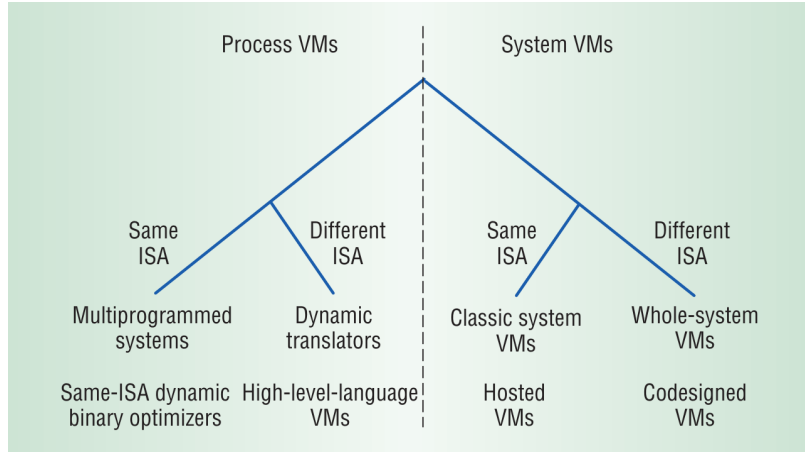 Process VMs
System VMs
Same
ISA
Different
ISA
Same
ISA
Different
ISA
Multiprogrammed
systems
Dynamic
translators
Classic system
VMs
Whole-system
VMs
Same-ISA dynamic
binary optimizers
High-level-language
VMs
Hosted
VMs
Codesigned
VMs